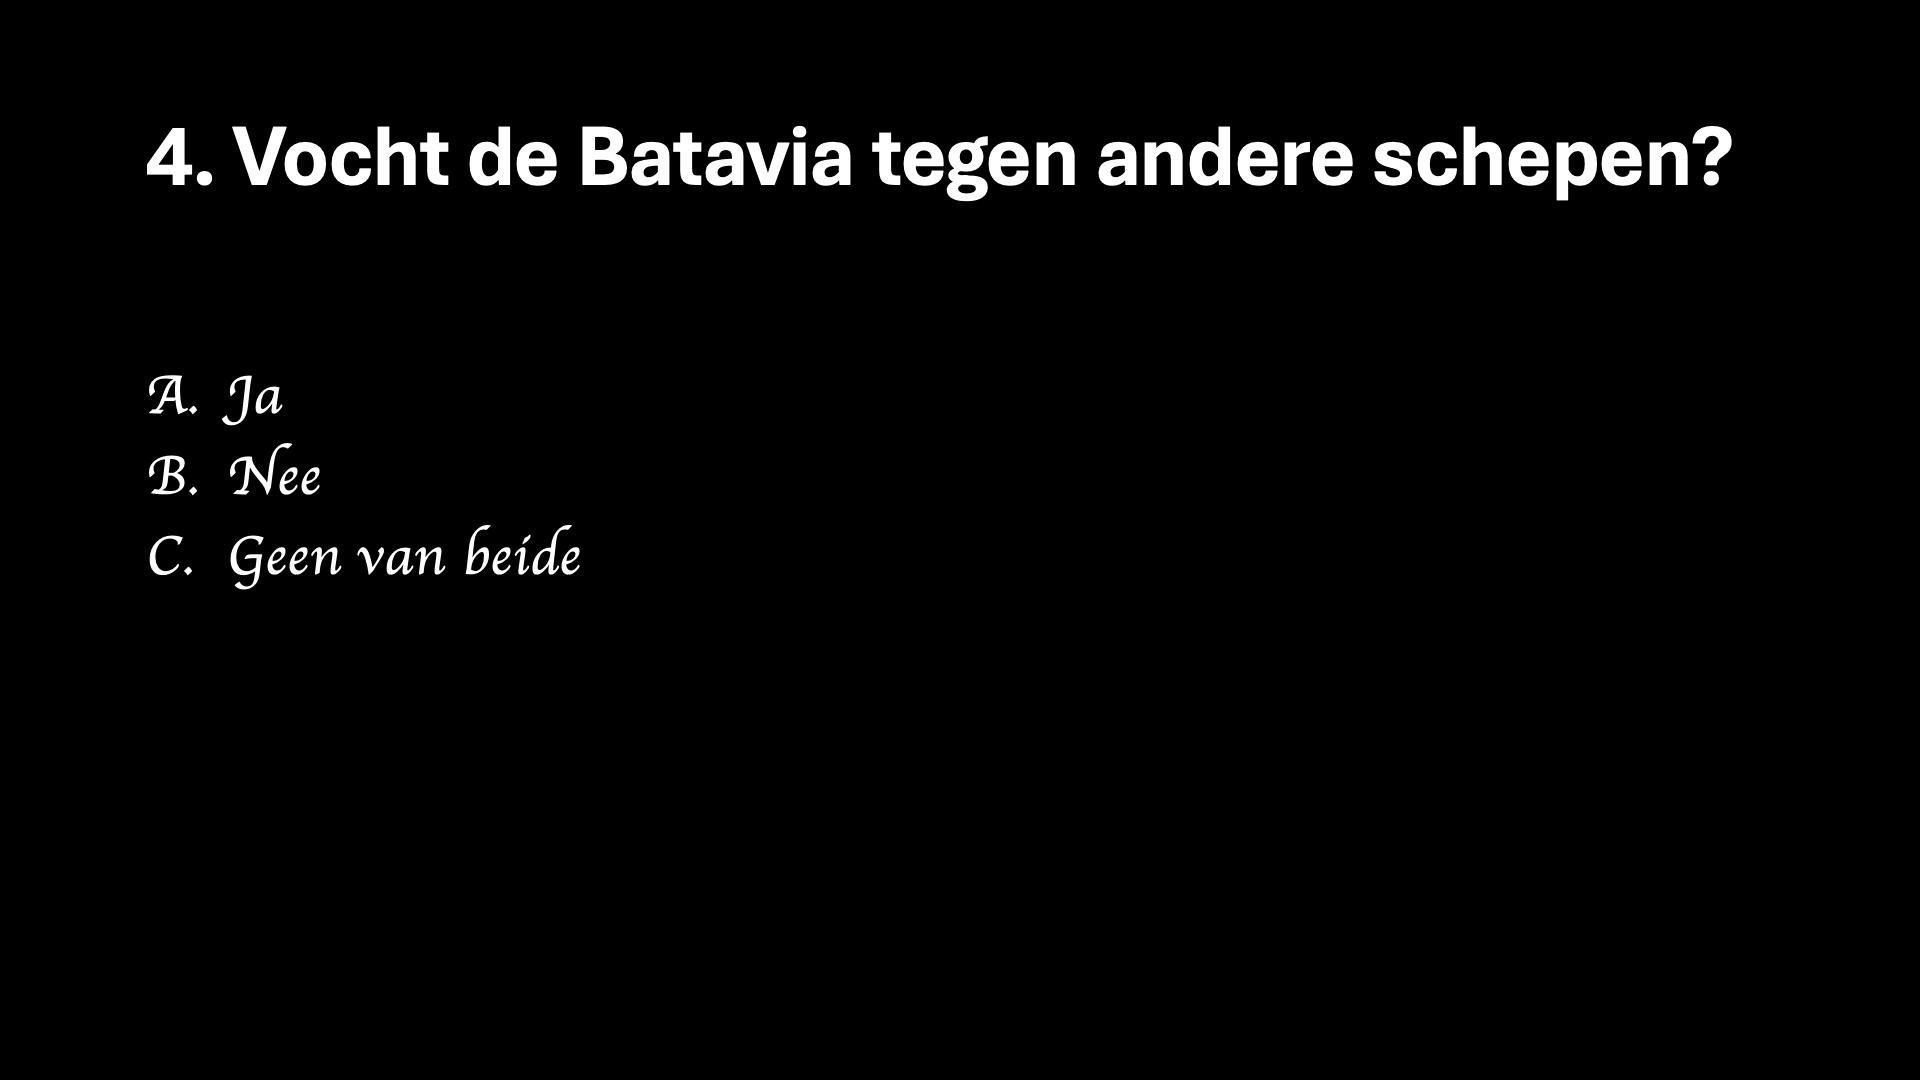 4. Vocht de Batavia tegen andere schepen?
A. Ja
B. Nee
C. Geen van beide